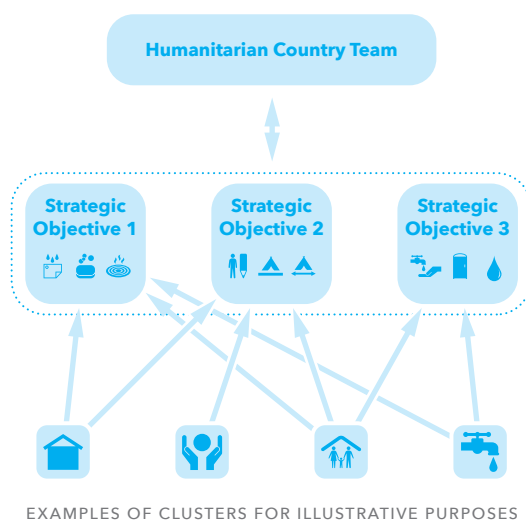 Humanitarian Country Team
Strategic
Objective 1
Strategic
Objective 2
Strategic
Objective 3
EXAMPLES OF CLUSTERS FOR ILLUSTRATIVE PURPOSES